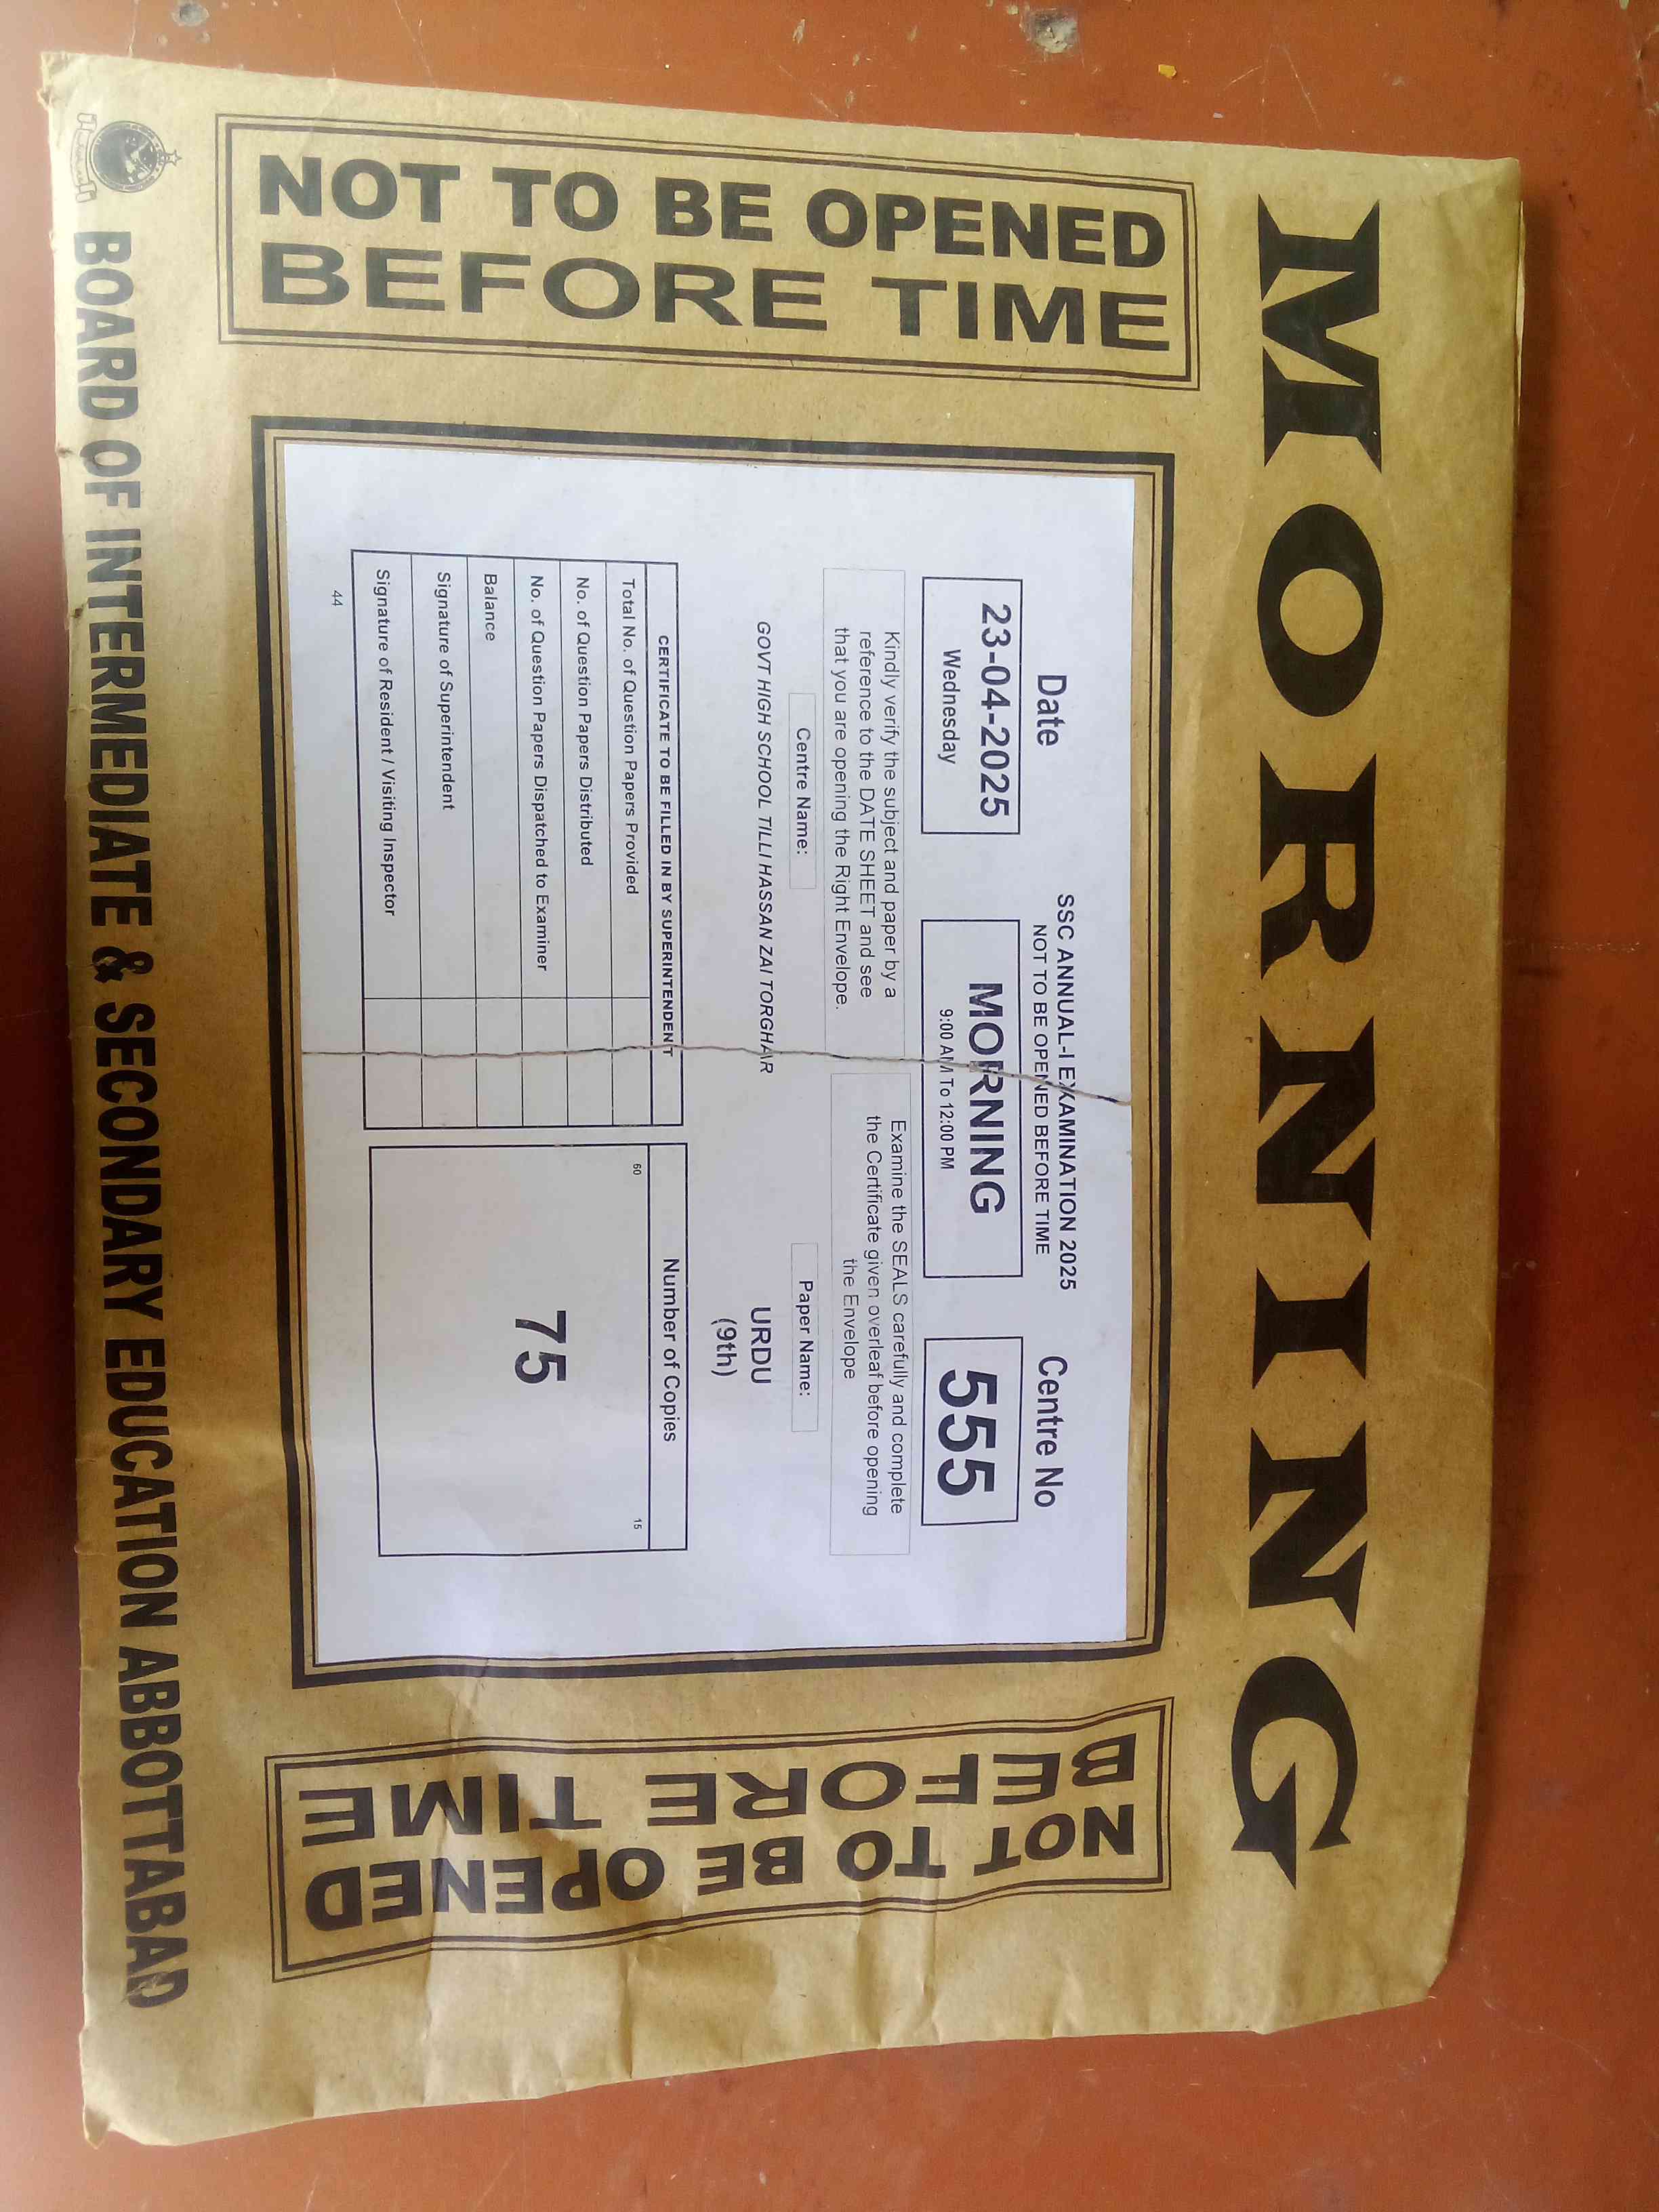 MORNING
NOT TO BE OPENED
BEFORE TIME
SSC ANNUAL-I EXAMINATION 2025
NOT TO BE OPENED BEFORE TIME
Date
Centre No
23-04-2025
Wednesday
MORNING
9:00 AM To 12:00 PM
555
Kindly verify the subject and paper by a
reference to the DATE SHEET and see
that you are opening the Right Envelope.
Examine the SEALS carefully and complete
the Certificate given overleaf before opening
the Envelope
Centre Name:
Paper Name:
GOVT HIGH SCHOOL TILLI HASSAN ZAI TORGHAR
URDU
(9th)
CERTIFICATE TO BE FILLED IN BY SUPERINTENDENT
Total No. of Question Papers Provided
No. of Question Papers Distributed
No. of Question Papers Dispatched to Examiner
Balance
Signature of Superintendent
Signature of Resident / Visiting Inspector
44
Number of Copies
60
15
75
NOT TO BE OPENED
BEFORE TIME
BOARD OF INTERMEDIATE & SECONDARY EDUCATION ABBOTTABAD